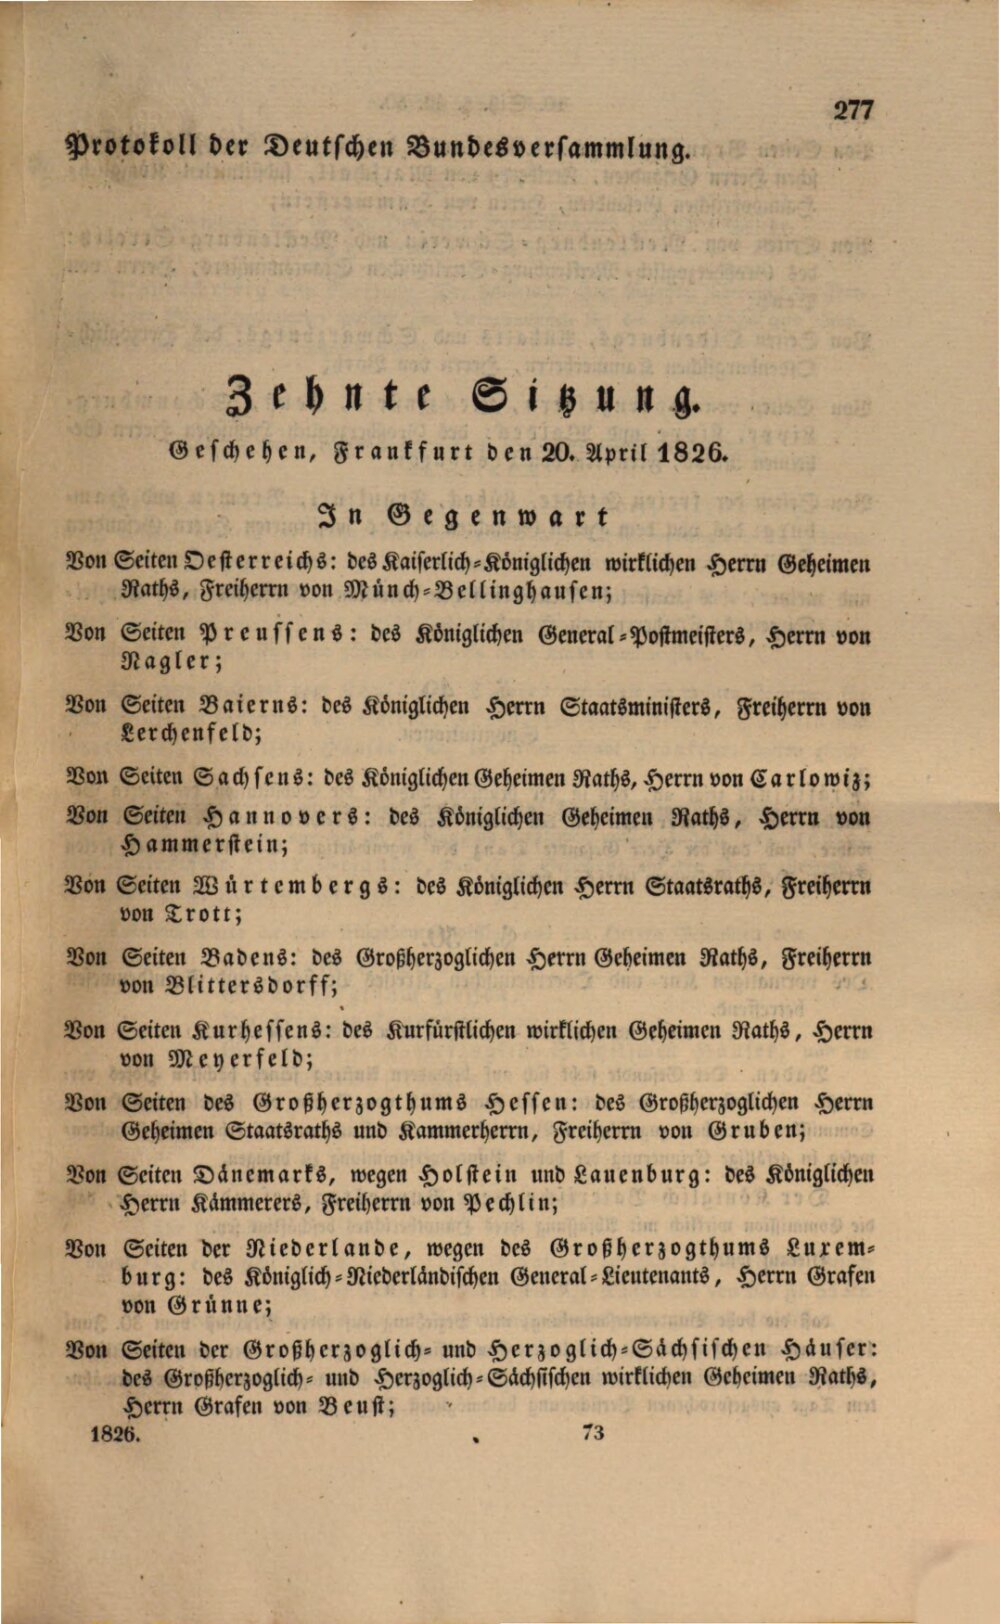 277
Protokoll der Deutschen Bundesversammlung.
Zehnte Sitzung.
Geschehen, Frankfurt den 20. April 1826.
In Gegenwart
Von Seiten Oesterreichs: des Kaiserlich-Königlichen wirklichen Herrn Geheimen
Raths, Freiherrn von Münch-Bellinghausen;
Von Seiten Preussens: des Königlichen General-Postmeisters, Herrn von
Nagler;
Von Seiten Baierns: des Königlichen Herrn Staatsministers, Freiherrn von
Lerchenfeld;
Von Seiten Sachsens: des Königlichen Geheimen Raths, Herrn von Carlowiz;
Von Seiten Hannovers: des Königlichen Geheimen Raths, Herrn von
Hammerstein;
Von Seiten Würtembergs: des Königlichen Herrn Staatsraths, Freiherrn
von Trott;
Von Seiten Badens: des Großherzoglichen Herrn Geheimen Raths, Freiherrn
von Blittersdorff;
Von Seiten Kurhessens: des Kurfürstlichen wirklichen Geheimen Raths, Herrn
von Meyerfeld;
Von Seiten des Großherzogthums Hessen: des Großherzoglichen Herrn
Geheimen Staatsraths und Kammerherrn, Freiherrn von Gruben;
Von Seiten Dänemarks, wegen Holstein und Lauenburg: des Königlichen
Herrn Kämmerers, Freiherrn von Pechlin;
Von Seiten der Niederlande, wegen des Großherzogthums Luxem-
burg: des Königlich-Niederländischen General-Lieutenants, Herrn Grafen
von Grünne;
Von Seiten der Großherzoglich- und Herzoglich-Sächsischen Häuser:
des Großherzoglich- und Herzoglich-Sächsischen wirklichen Geheimen Raths,
Herrn Grafen von Beust;
1826. 73